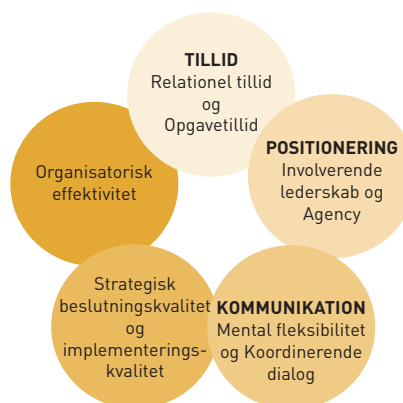 TILLID
Relationel tillid
og
Opgavetillid
POSITIONERING
Involverende
lederskab og
Agency
KOMMUNIKATION
Mental fleksibilitet
og Koordinerende
dialog
Strategisk
beslutningskvalitet
og
implementerings-
kvalitet
Organisatorisk
effektivitet